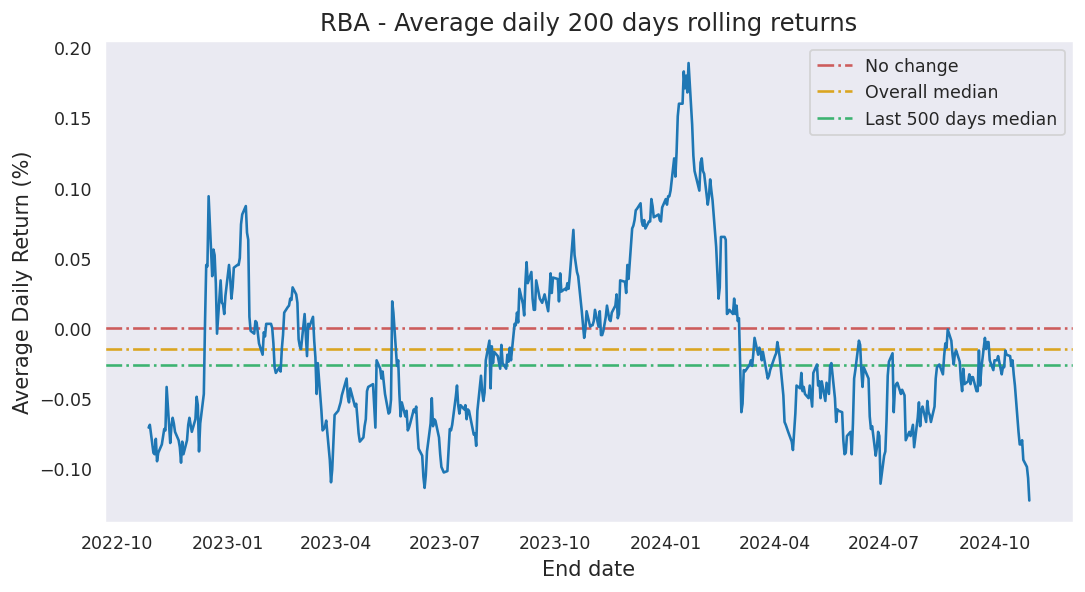 RBA - Average daily 200 days rolling returns
No change
Overall median
Last 500 days median
Average Daily Return (%)
0.20
0.15
0.10
0.05
0.00
−0.05
−0.10
2022-10 2023-01 2023-04 2023-07 2023-10 2024-01 2024-04 2024-07 2024-10
End date